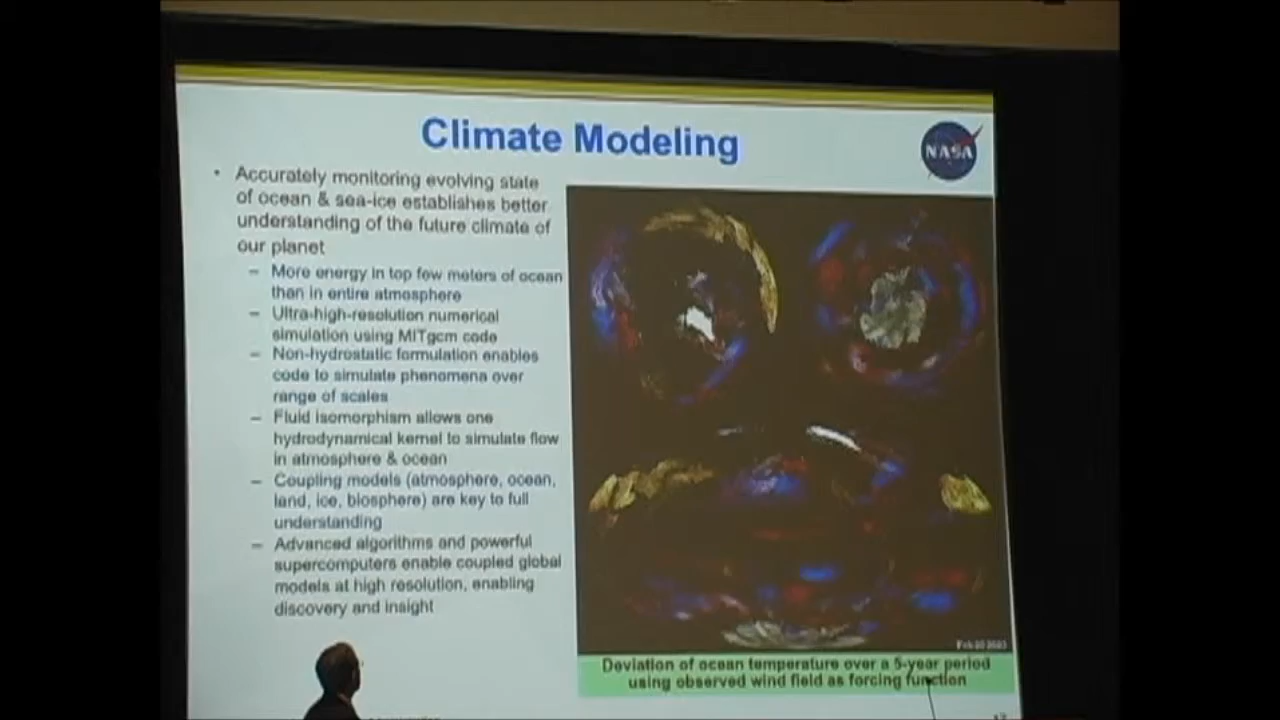 Climate Modeling
NASA
• Accurately monitoring evolving state
of ocean & sea-ice establishes better
understanding of the future climate of
our planet
– More energy in top few meters of ocean
than in entire atmosphere
– Ultra-high-resolution numerical
simulation using MITgcm code
– Non-hydrostatic formulation enables
code to simulate phenomena over
range of scales
– Fluid isomorphism allows one
hydrodynamical kernel to simulate flow
in atmosphere & ocean
– Coupling models (atmosphere, ocean,
land, ice, biosphere) are key to full
understanding
– Advanced algorithms and powerful
supercomputers enable coupled global
models at high resolution, enabling
discovery and insight
Deviation of ocean temperature over a 5-year period
using observed wind field as forcing function